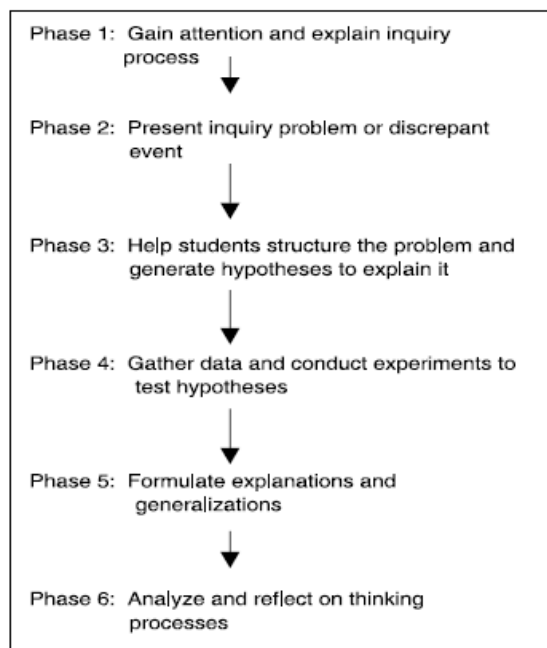 Phase 1: Gain attention and explain inquiry
process
Phase 2: Present inquiry problem or discrepant
event
Phase 3: Help students structure the problem and
generate hypotheses to explain it
Phase 4: Gather data and conduct experiments to
test hypotheses
Phase 5: Formulate explanations and
generalizations
Phase 6: Analyze and reflect on thinking
processes